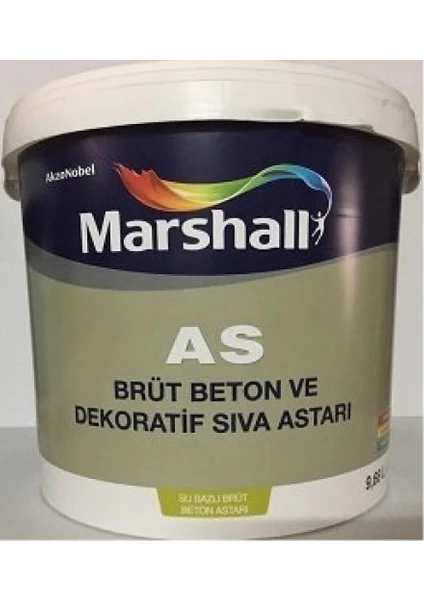 AkzoNobel
Marshall
AS
BRÜT BETON VE
DEKORATİF SIVA ASTARI
SU BAZLI BRÜT
BETON ASTARI